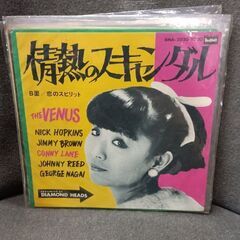 情熱のスキャンダル
B面/恋のスピリット
THE VENUS
NICK HOPKINS
JIMMY BROWN
CONNY LANE
JOHNNY REED
GEORGE NAGAI
DIAMOND HEADS